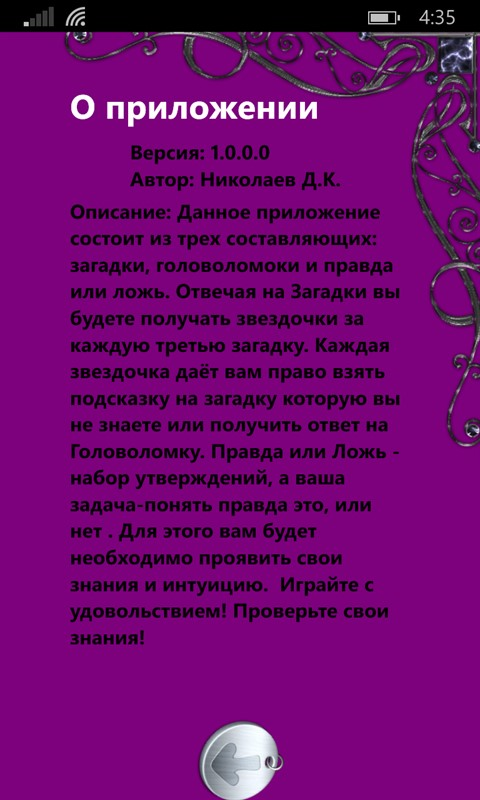 4:35
О приложении
Версия: 1.0.0.0
Автор: Николаев Д.К.
Описание: Данное приложение
состоит из трех составляющих:
загадки, головоломоки и правда
или ложь. Отвечая на Загадки вы
будете получать звездочки за
каждую третью загадку. Каждая
звездочка даёт вам право взять
подсказку на загадку которую вы
не знаете или получить ответ на
Головоломку. Правда или Ложь -
набор утверждений, а ваша
задача-понять правда это, или
нет . Для этого вам будет
необходимо проявить свои
знания и интуицию.  Играйте с
удовольствием! Проверьте свои
знания!